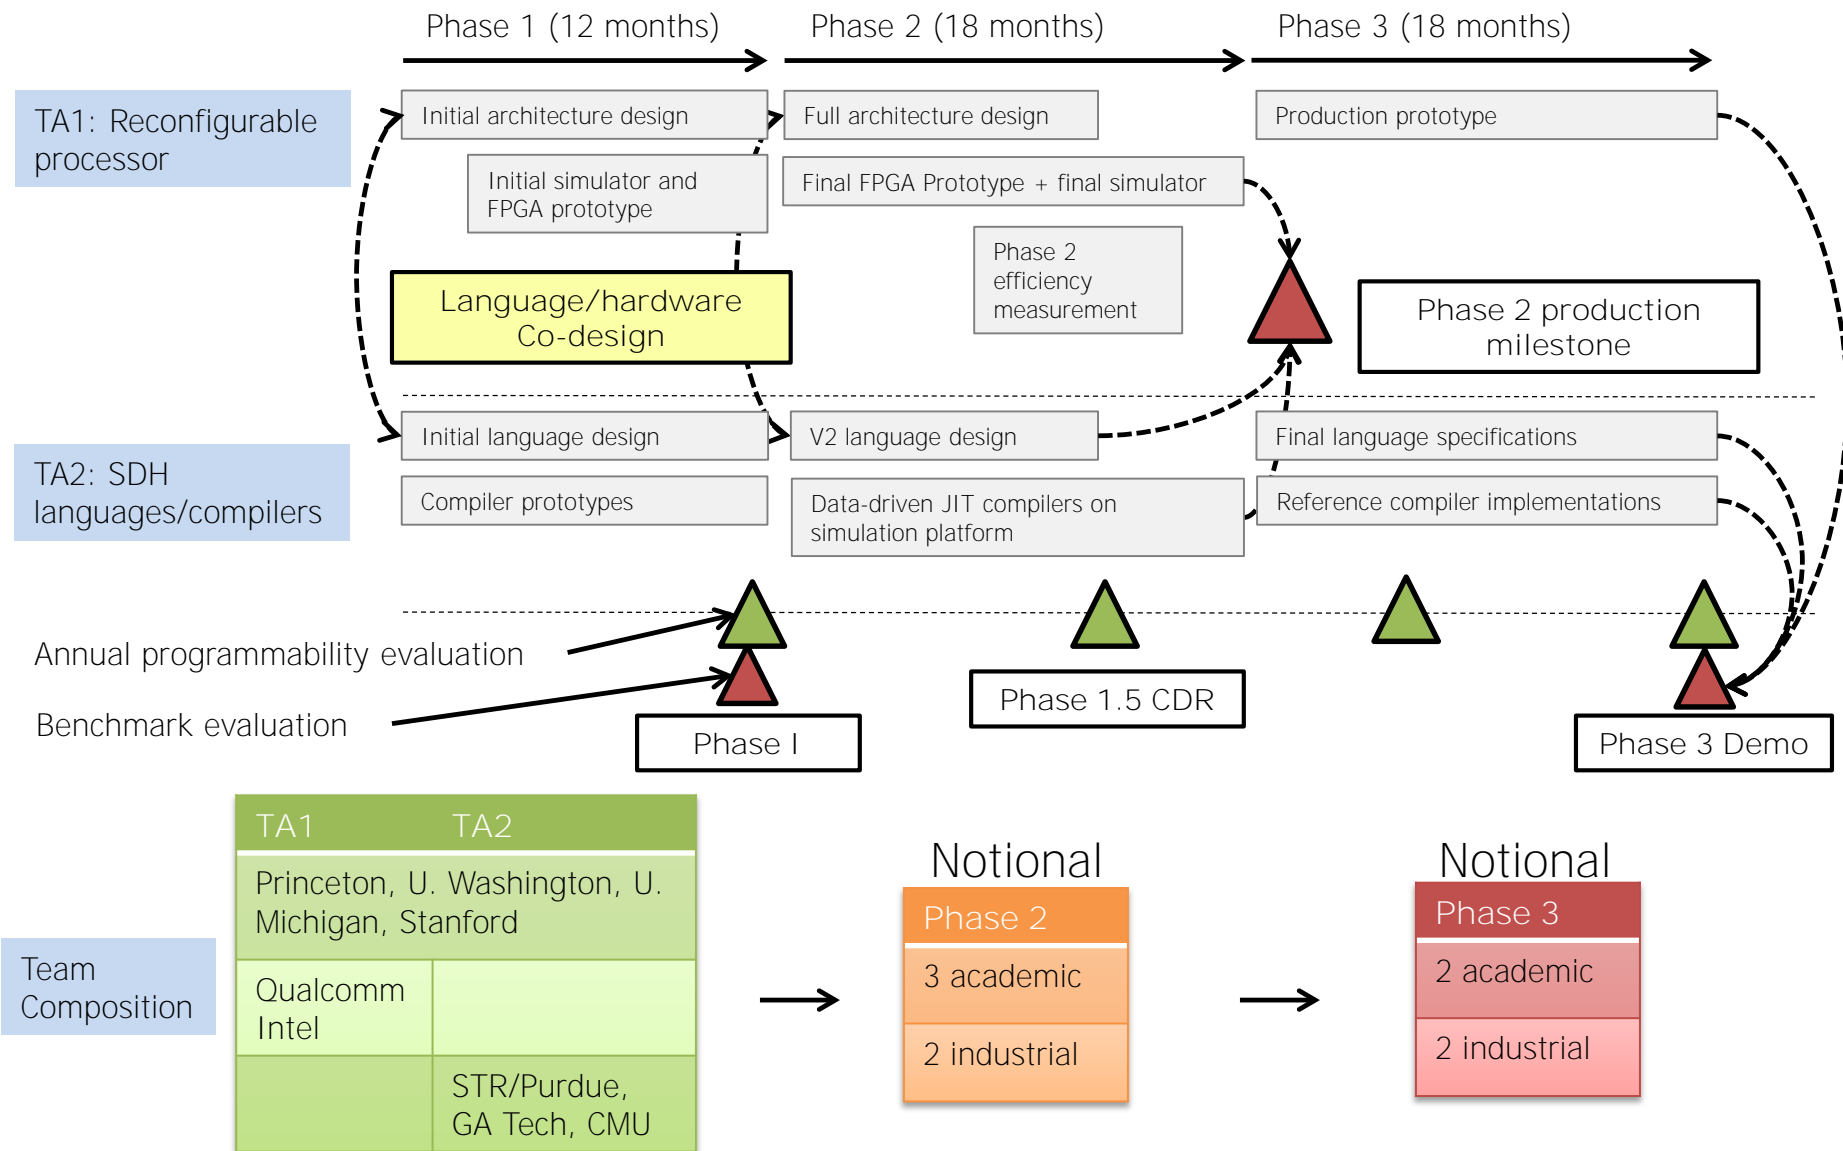 Phase 1 (12 months)
Phase 2 (18 months)
Phase 3 (18 months)
TA1: Reconfigurable
processor
Initial architecture design
Full architecture design
Production prototype
Initial simulator and
FPGA prototype
Final FPGA Prototype + final simulator
Phase 2
efficiency
measurement
Language/hardware
Co-design
Phase 2 production
milestone
TA2: SDH
languages/compilers
Initial language design
V2 language design
Final language specifications
Compiler prototypes
Data-driven JIT compilers on
simulation platform
Reference compiler implementations
Annual programmability evaluation
Benchmark evaluation
Phase I
Phase 1.5 CDR
Phase 3 Demo
Team
Composition
TA1
TA2
Princeton, U. Washington, U.
Michigan, Stanford
Qualcomm
Intel
STR/Purdue,
GA Tech, CMU
Notional
Phase 2
3 academic
2 industrial
Notional
Phase 3
2 academic
2 industrial